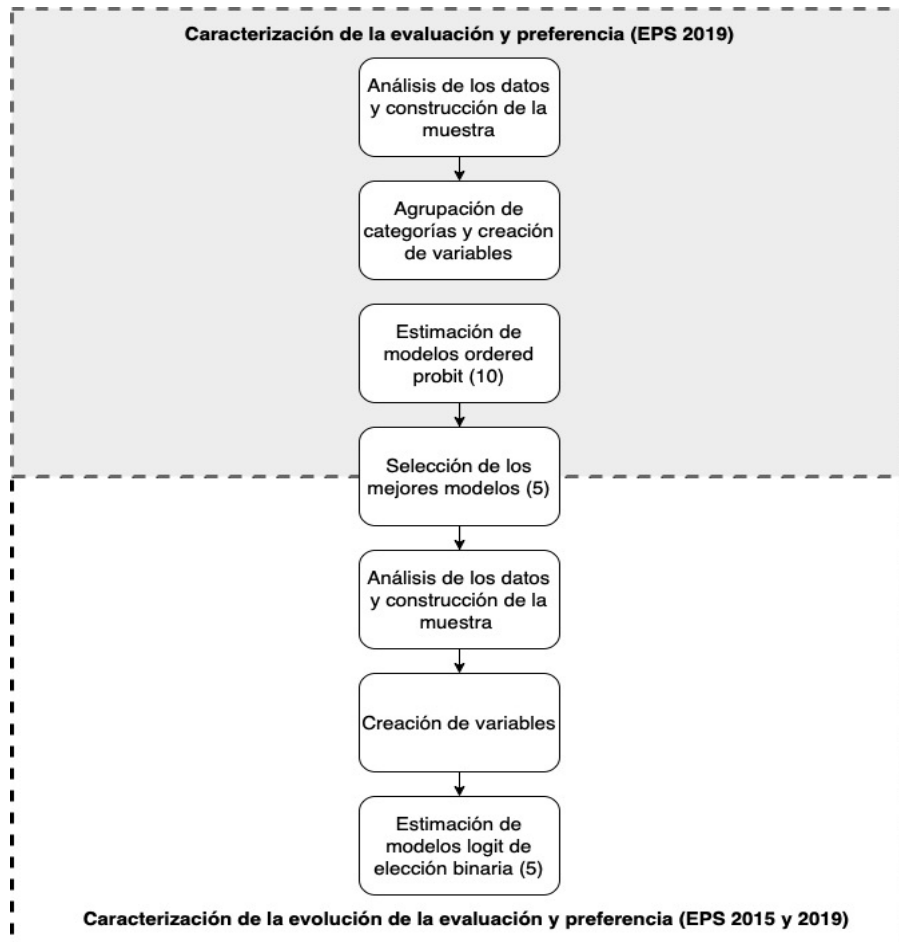 Caracterización de la evaluación y preferencia (EPS 2019)
Análisis de los datos
y construcción de la
muestra
Agrupación de
categorías y creación
de variables
Estimación de
modelos ordered
probit (10)
Selección de los
mejores modelos (5)
Análisis de los datos
y construcción de la
muestra
Creación de variables
Estimación de
modelos logit de
elección binaria (5)
Caracterización de la evolución de la evaluación y preferencia (EPS 2015 y 2019)